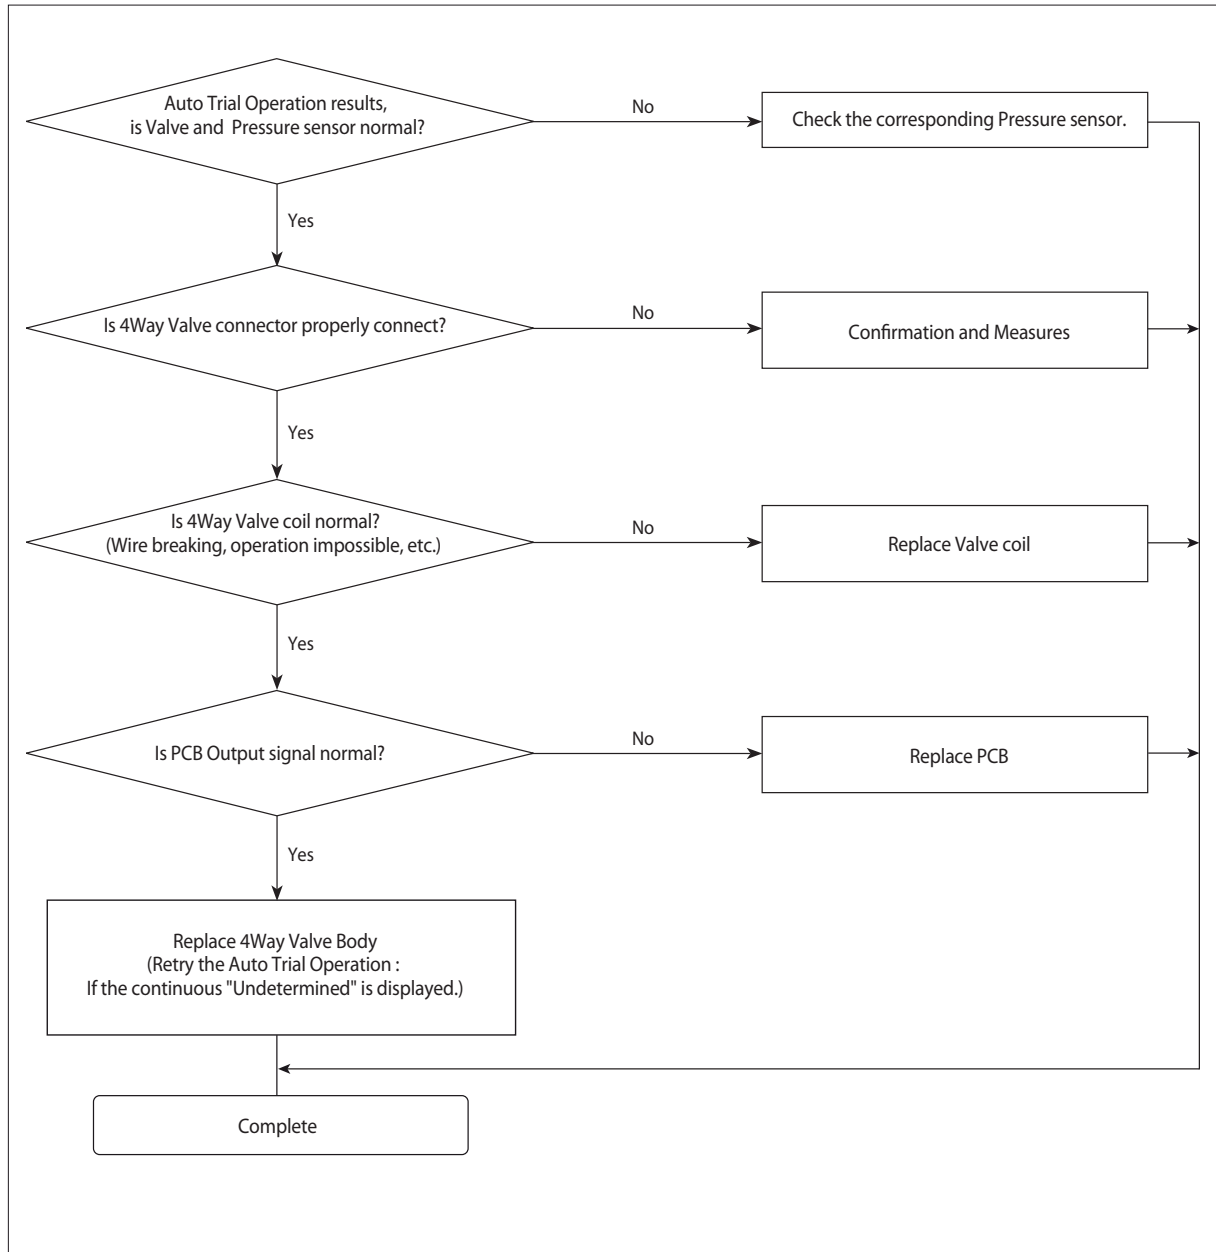 Auto Trial Operation results,
is Valve and Pressure sensor normal?
No
Check the corresponding Pressure sensor.
Yes
Is 4Way Valve connector properly connect?
No
Confirmation and Measures
Yes
Is 4Way Valve coil normal?
(Wire breaking, operation impossible, etc.)
No
Replace Valve coil
Yes
Is PCB Output signal normal?
No
Replace PCB
Yes
Replace 4Way Valve Body
(Retry the Auto Trial Operation :
If the continuous "Undetermined" is displayed.)
Complete